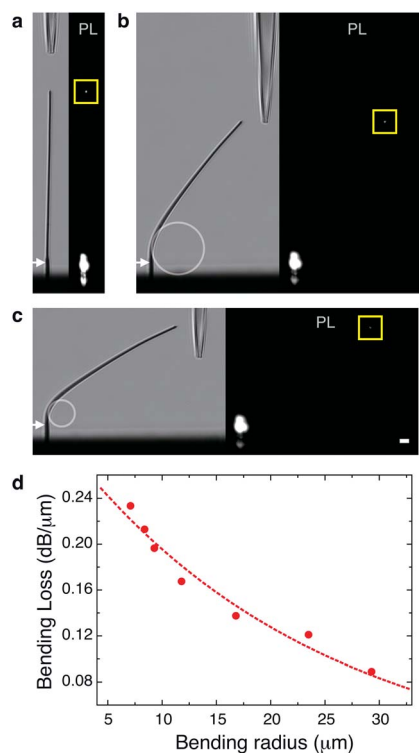 a PL
b PL
c PL
d
0.24
0.20
0.16
0.12
0.08
Bending Loss (dB/μm)
5 10 15 20 25 30
Bending radius (μm)